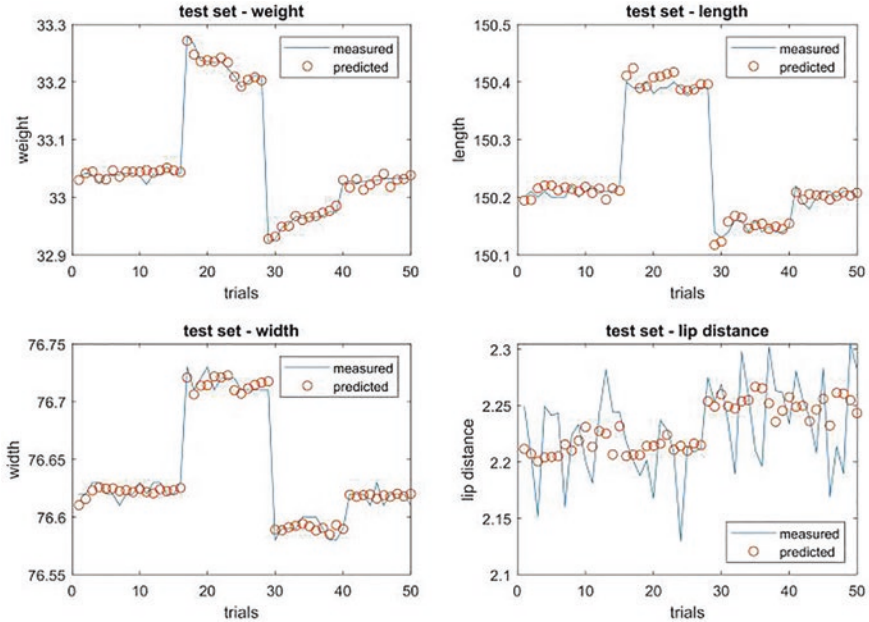 test set - weight
33.3
33.2
33.1
33
32.9
weight
measured
predicted
0 10 20 30 40 50
trials
test set - length
150.5
150.4
150.3
150.2
150.1
length
measured
predicted
0 10 20 30 40 50
trials
test set - width
76.75
76.7
76.65
76.6
76.55
width
measured
predicted
0 10 20 30 40 50
trials
test set - lip distance
2.3
2.25
2.2
2.15
2.1
lip distance
measured
predicted
0 10 20 30 40 50
trials